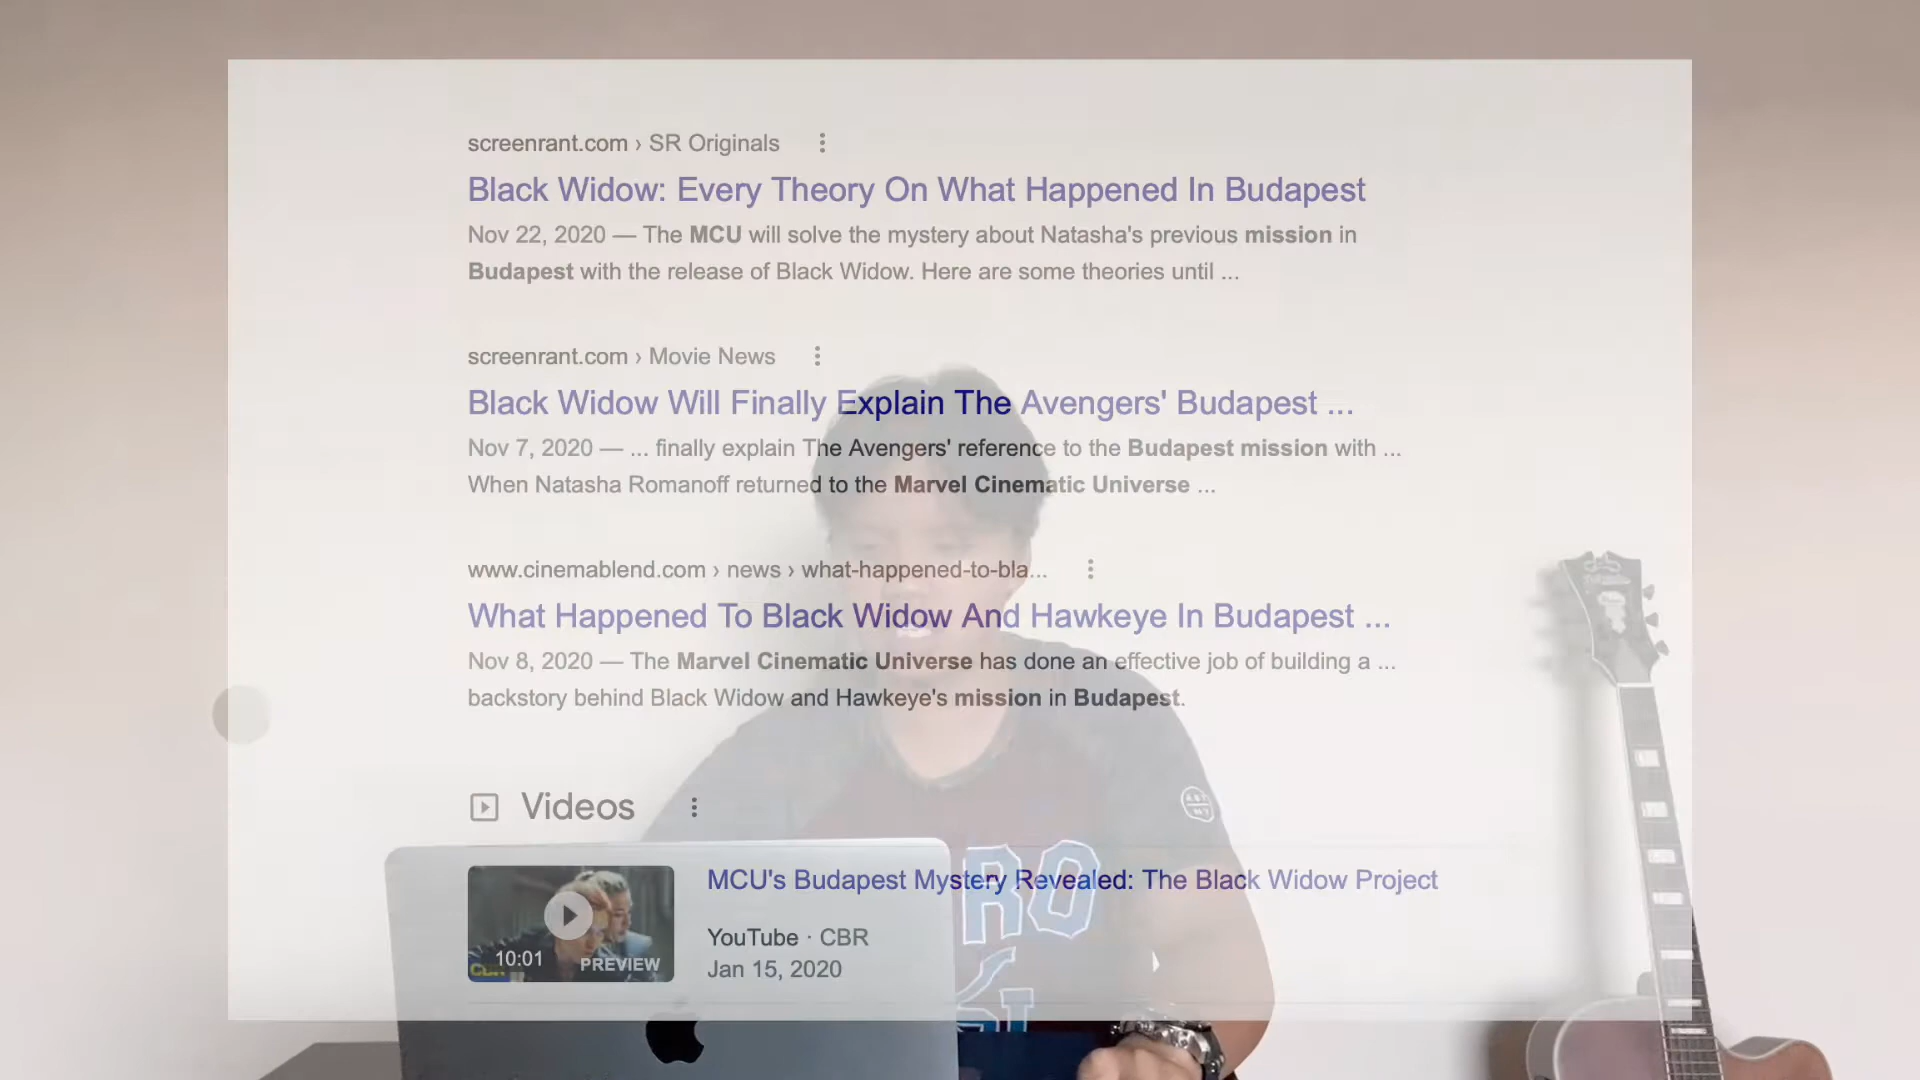 screenrant.com › SR Originals
Black Widow: Every Theory On What Happened In Budapest
Nov 22, 2020 — The MCU will solve the mystery about Natasha's previous mission in
Budapest with the release of Black Widow. Here are some theories until ...
screenrant.com › Movie News
Black Widow Will Finally Explain The Avengers' Budapest ...
Nov 7, 2020 — ... finally explain The Avengers' reference to the Budapest mission with ...
When Natasha Romanoff returned to the Marvel Cinematic Universe ...
www.cinemablend.com › news › what-happened-to-bla...
What Happened To Black Widow And Hawkeye In Budapest ...
Nov 8, 2020 — The Marvel Cinematic Universe has done an effective job of building a ...
backstory behind Black Widow and Hawkeye's mission in Budapest.
Videos
MCU's Budapest Mystery Revealed: The Black Widow Project
10:01
PREVIEW
YouTube · CBR
Jan 15, 2020
RO